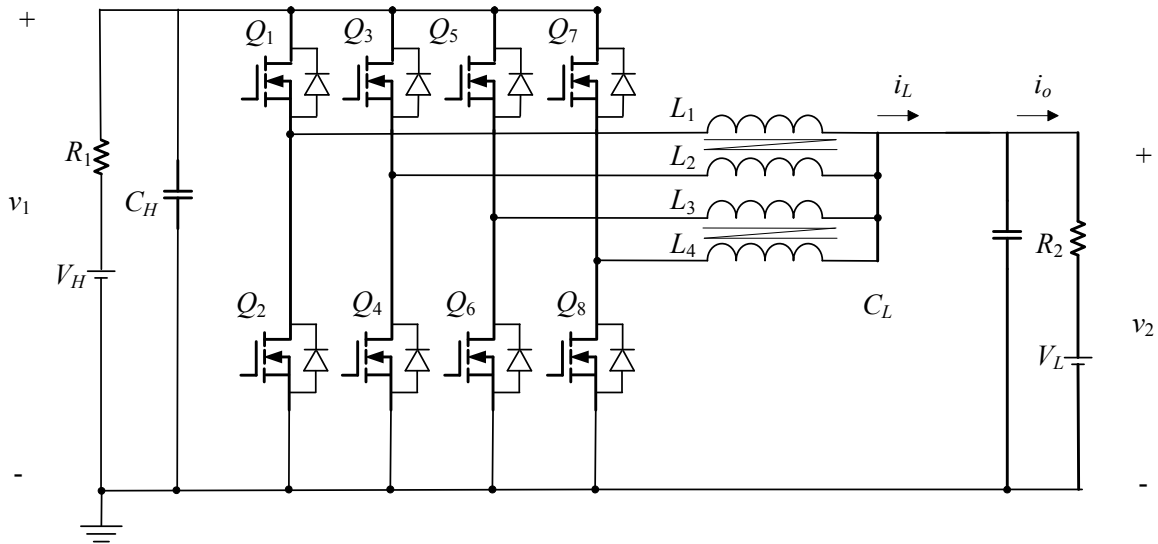 +
Q1 Q3 Q5 Q7
iL io
L1
R1
+
L2
v1
CH
L3
R2
L4
VH
Q2 Q4 Q6 Q8
CL
v2
VL
-
-